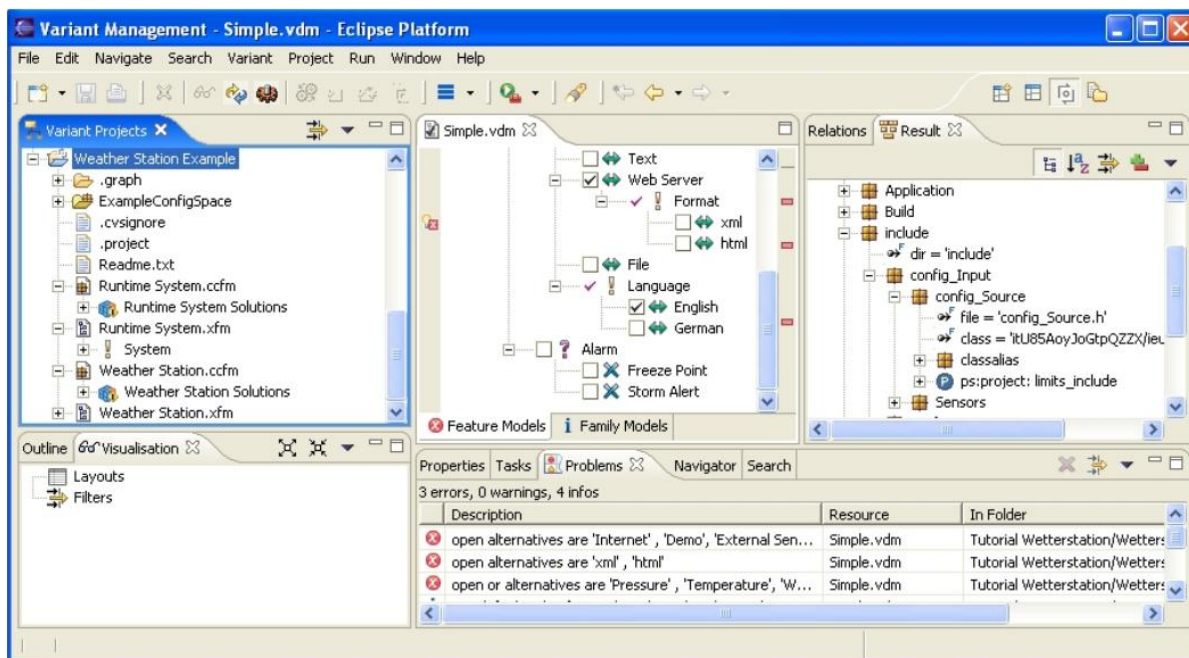 Variant Management - Simple.vdm - Eclipse Platform
File Edit Navigate Search Variant Project Run Window Help
Variant Projects
Weather Station Example
.graph
ExampleConfigSpace
.cvsignore
.project
Readme.txt
Runtime System.ccfm
Runtime System Solutions
Runtime System.xfm
System
Weather Station.ccfm
Weather Station Solutions
Weather Station.xfm
Simple.vdm
Text
Web Server
Format
xml
html
File
Language
English
German
Alarm
Freeze Point
Storm Alert
Feature Models Family Models
Relations Result
Application
Build
include
dir = 'include'
config_Input
config_Source
file = 'config_Source.h'
class = 'itU85AoyJoGtpQZZX/ieu
classalias
ps:project: limits_include
Sensors
Outline Visualisation
Layouts
Filters
Properties Tasks Problems Navigator Search
3 errors, 0 warnings, 4 infos
Description Resource In Folder
open alternatives are 'Internet' , 'Demo', 'External Sen... Simple.vdm Tutorial Wetterstation/Wetters
open alternatives are 'xml' , 'html' Simple.vdm Tutorial Wetterstation/Wetters
open or alternatives are 'Pressure' , 'Temperature', 'W... Simple.vdm Tutorial Wetterstation/Wetters